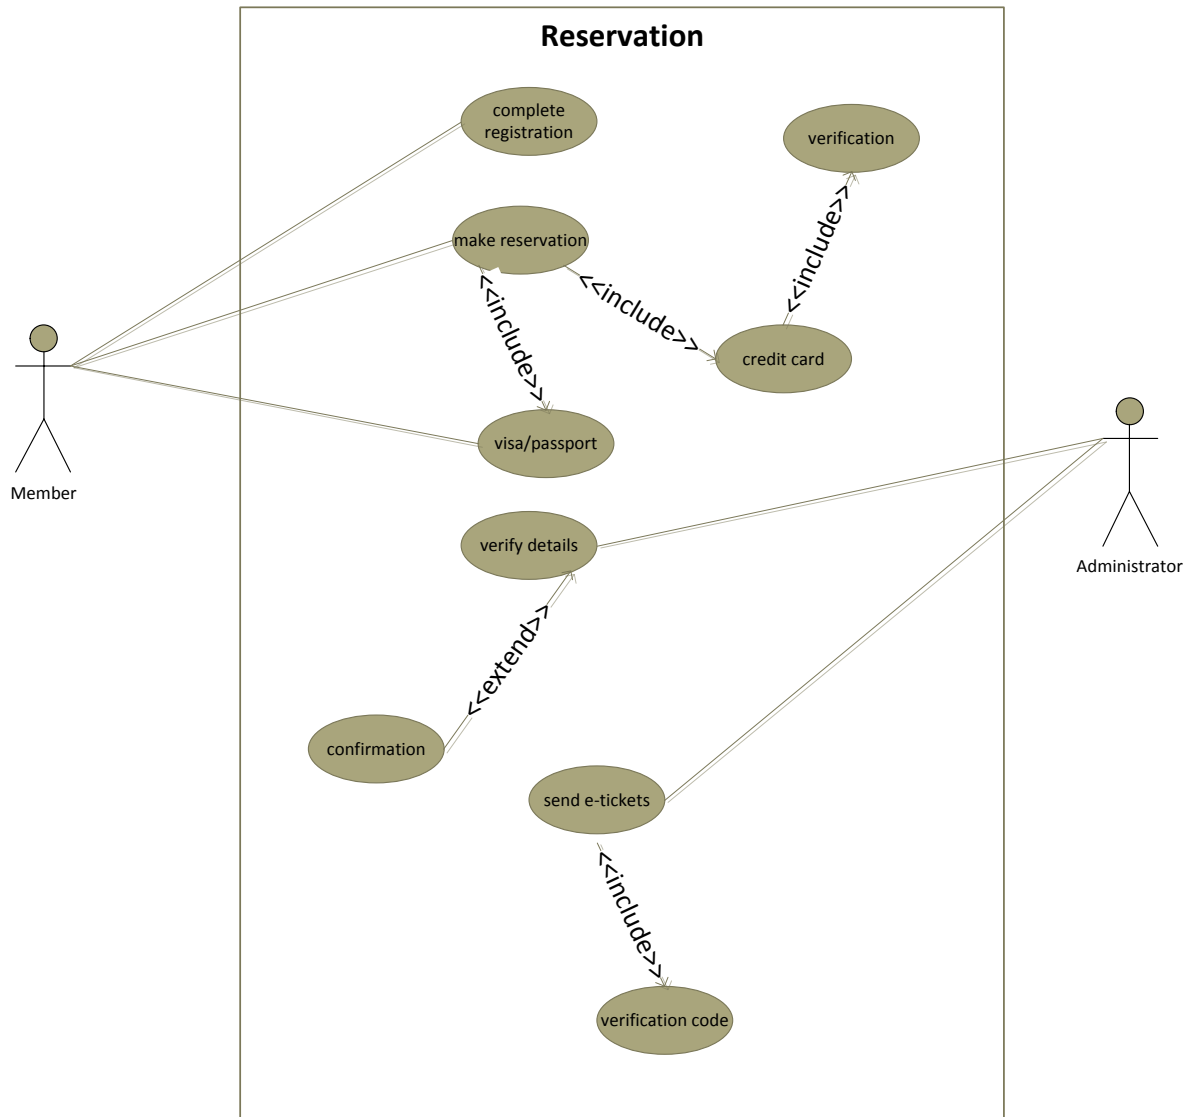 Reservation
complete
registration
verification
make reservation
<<include>>
<<include>>
<<include>>
credit card
visa/passport
Member
verify details
Administrator
<<extend>>
confirmation
send e-tickets
<<include>>
verification code